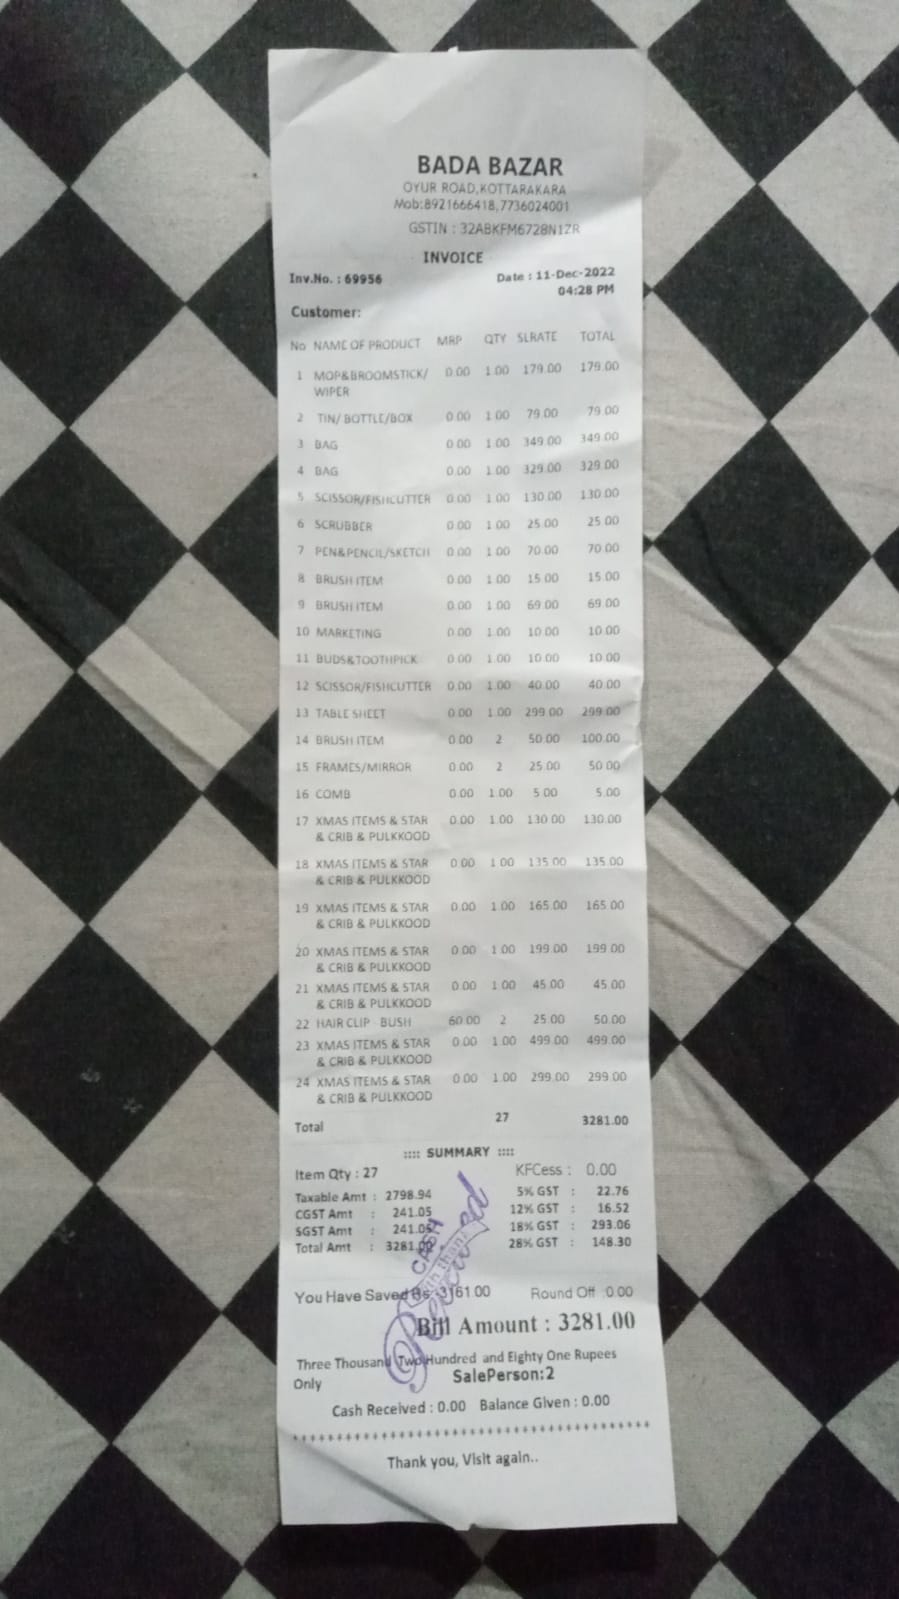 BADA BAZAR
OYUR ROAD,KOTTARAKARA
Mob:8921666418,7736024001
GSTIN : 32ABKFM6728N1ZR
INVOICE
Inv.No. : 69956 Date : 11-Dec-2022
04:28 PM
Customer:
No NAME OF PRODUCT MRP QTY SLRATE TOTAL
1 MOP&BROOMSTICK/ 0.00 1.00 179.00 179.00
WIPER
2 TIN/ BOTTLE/BOX 0.00 1.00 79.00 79.00
3 BAG 0.00 1.00 349.00 349.00
4 BAG 0.00 1.00 329.00 329.00
5 SCISSOR/FISHCUTTER 0.00 1.00 130.00 130.00
6 SCRUBBER 0.00 1.00 25.00 25.00
7 PEN&PENCIL/SKETCH 0.00 1.00 70.00 70.00
8 BRUSH ITEM 0.00 1.00 15.00 15.00
9 BRUSH ITEM 0.00 1.00 69.00 69.00
10 MARKETING 0.00 1.00 10.00 10.00
11 BUDS&TOOTHPICK 0.00 1.00 10.00 10.00
12 SCISSOR/FISHCUTTER 0.00 1.00 40.00 40.00
13 TABLE SHEET 0.00 1.00 299.00 299.00
14 BRUSH ITEM 0.00 2 50.00 100.00
15 FRAMES/MIRROR 0.00 2 25.00 50.00
16 COMB 0.00 1.00 5.00 5.00
17 XMAS ITEMS & STAR 0.00 1.00 130.00 130.00
& CRIB & PULKKOOD
18 XMAS ITEMS & STAR 0.00 1.00 135.00 135.00
& CRIB & PULKKOOD
19 XMAS ITEMS & STAR 0.00 1.00 165.00 165.00
& CRIB & PULKKOOD
20 XMAS ITEMS & STAR 0.00 1.00 199.00 199.00
& CRIB & PULKKOOD
21 XMAS ITEMS & STAR 0.00 1.00 45.00 45.00
& CRIB & PULKKOOD
22 HAIR CLIP BUSH 60.00 2 25.00 50.00
23 XMAS ITEMS & STAR 0.00 1.00 499.00 499.00
& CRIB & PULKKOOD
24 XMAS ITEMS & STAR 0.00 1.00 299.00 299.00
& CRIB & PULKKOOD
Total 27 3281.00
:::: SUMMARY ::::
Item Qty : 27 KFCess : 0.00
Taxable Amt : 2798.94 5% GST : 22.76
CGST Amt : 241.05 12% GST : 16.52
SGST Amt : 241.05 18% GST : 293.06
Total Amt : 3281.00 28% GST : 148.30
CASH
Received
with thanks
You Have Saved Rs: 3161.00 Round Off :0.00
Bill Amount : 3281.00
Three Thousand Two Hundred and Eighty One Rupees
Only SalePerson:2
Cash Received : 0.00 Balance Given : 0.00
Thank you, Visit again..